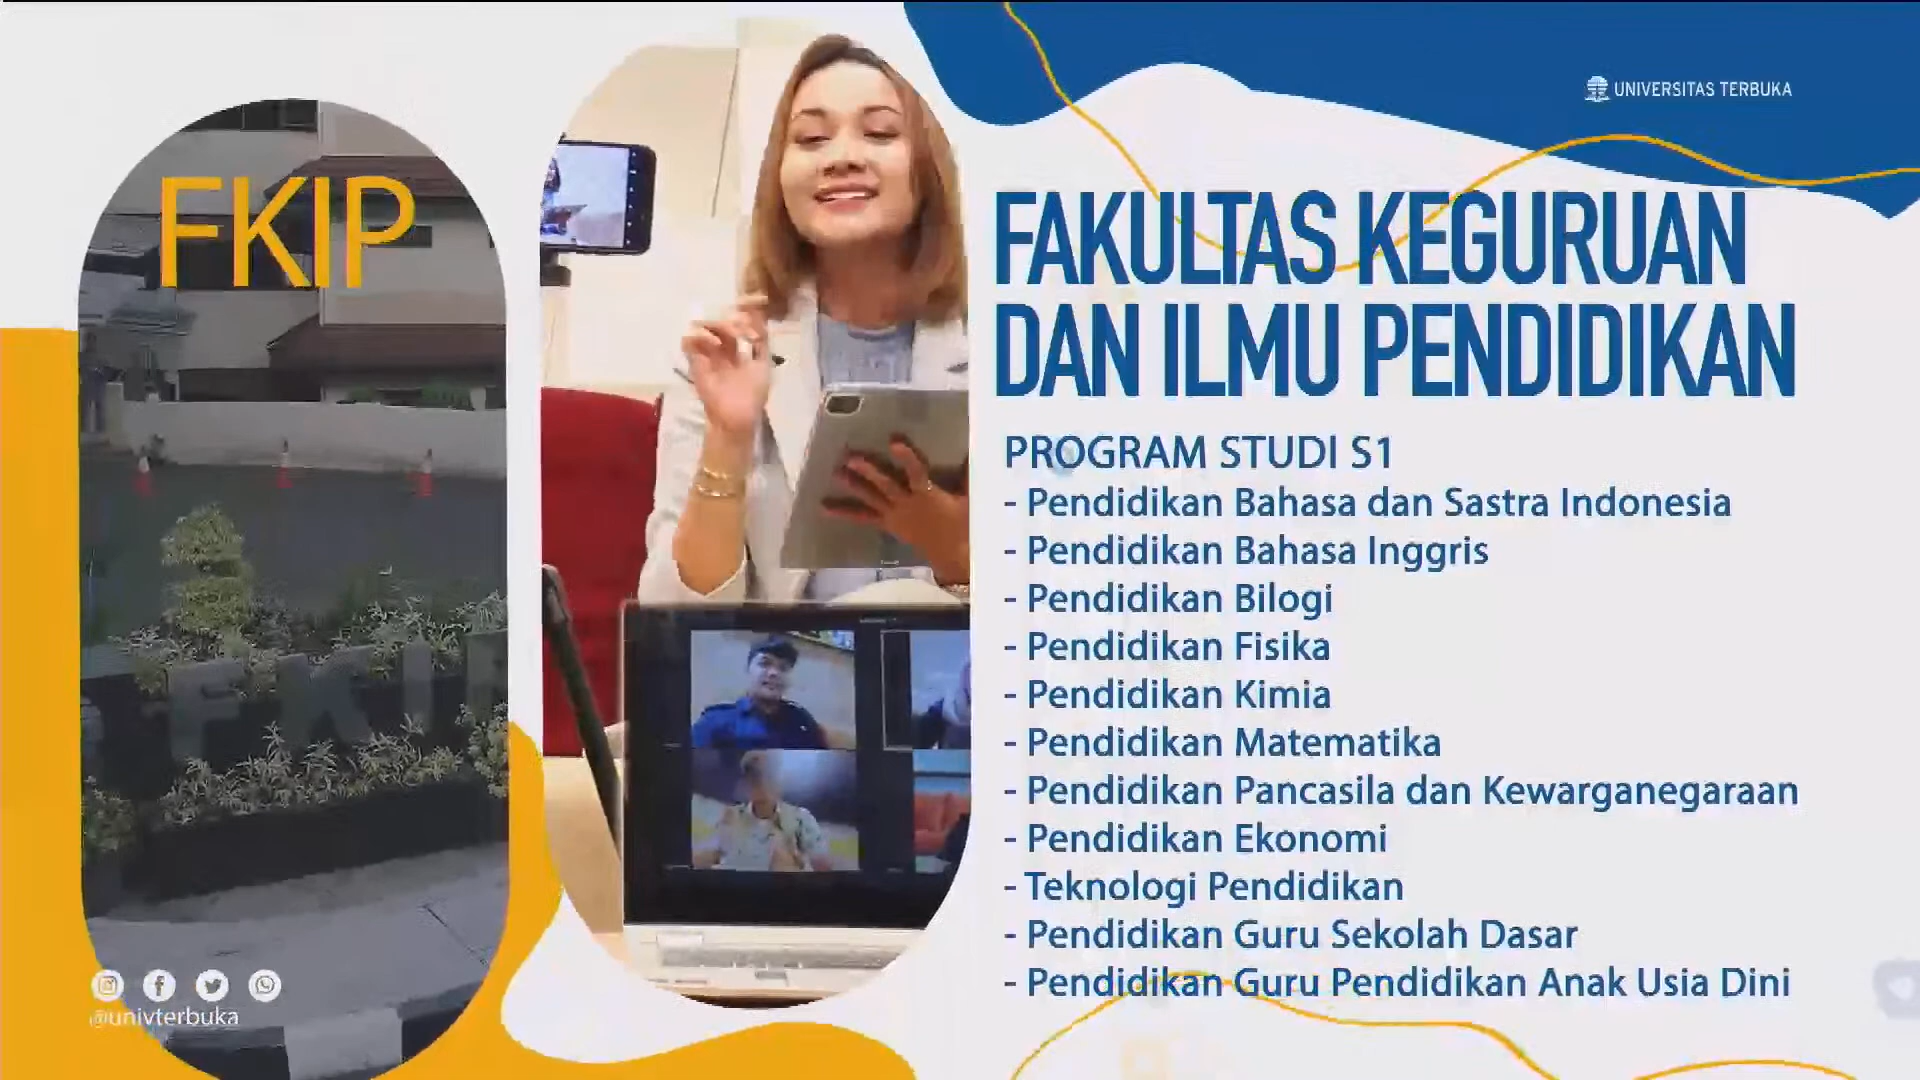 UNIVERSITAS TERBUKA
FKIP
FAKULTAS KEGURUAN
DAN ILMU PENDIDIKAN
PROGRAM STUDI S1
- Pendidikan Bahasa dan Sastra Indonesia
- Pendidikan Bahasa Inggris
- Pendidikan Bilogi
- Pendidikan Fisika
- Pendidikan Kimia
- Pendidikan Matematika
- Pendidikan Pancasila dan Kewarganegaraan
- Pendidikan Ekonomi
- Teknologi Pendidikan
- Pendidikan Guru Sekolah Dasar
- Pendidikan Guru Pendidikan Anak Usia Dini
FKIP
@univterbuka